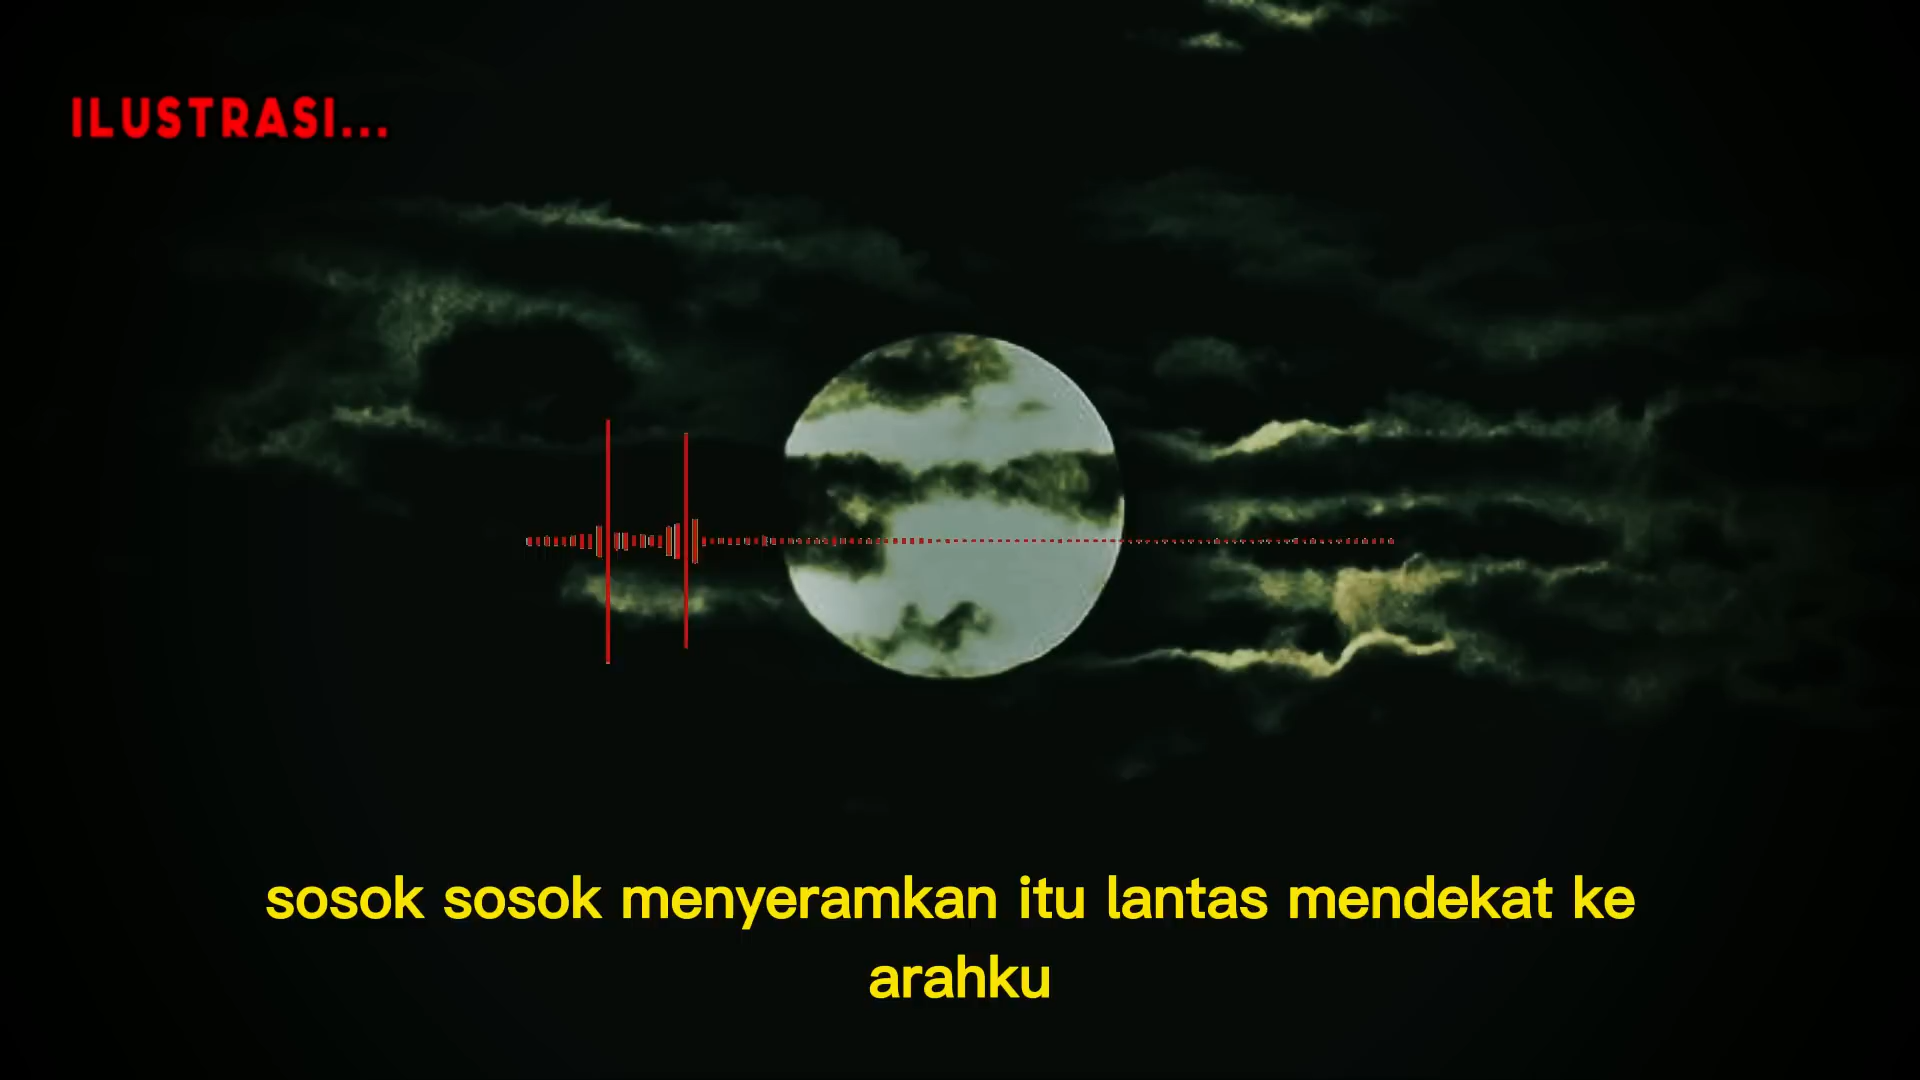 ILUSTRASI...
sosok sosok menyeramkan itu lantas mendekat ke
arahku